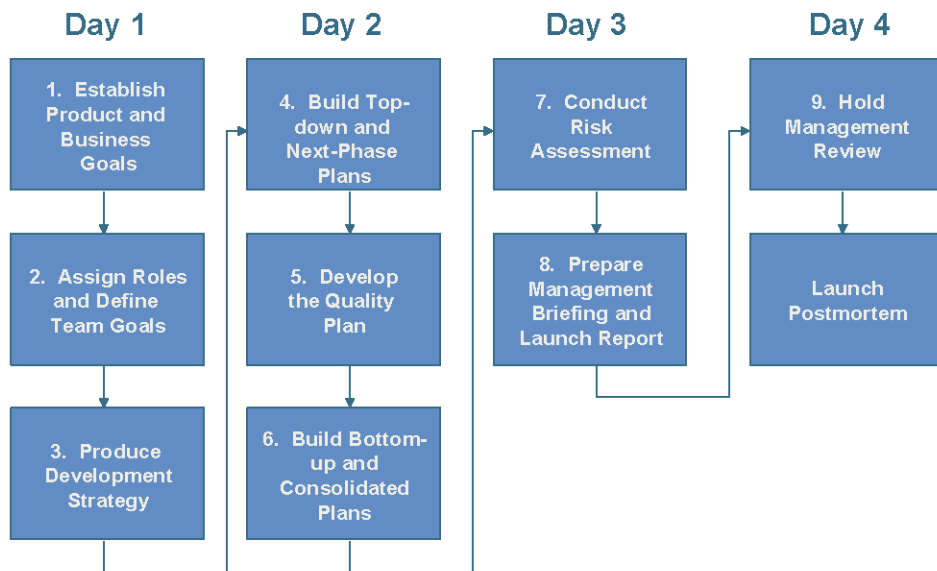 Day 1
1. Establish
Product and
Business
Goals
2. Assign Roles
and Define
Team Goals
3. Produce
Development
Strategy
Day 2
4. Build Top-
down and
Next-Phase
Plans
5. Develop
the Quality
Plan
6. Build Bottom-
up and
Consolidated
Plans
Day 3
7. Conduct
Risk
Assessment
8. Prepare
Management
Briefing and
Launch Report
Day 4
9. Hold
Management
Review
Launch
Postmortem